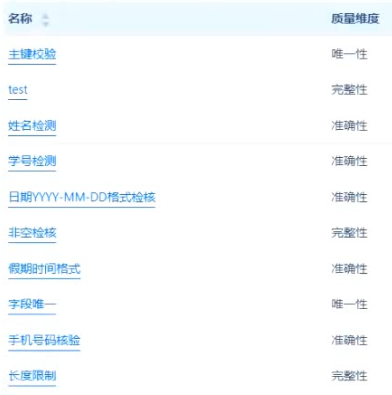 名称 质量维度
主键校验 唯一性
test 完整性
姓名检测 准确性
学号检测 准确性
日期YYYY-MM-DD格式检核 准确性
非空检核 完整性
假期时间格式 准确性
字段唯一 唯一性
手机号码核验 准确性
长度限制 完整性